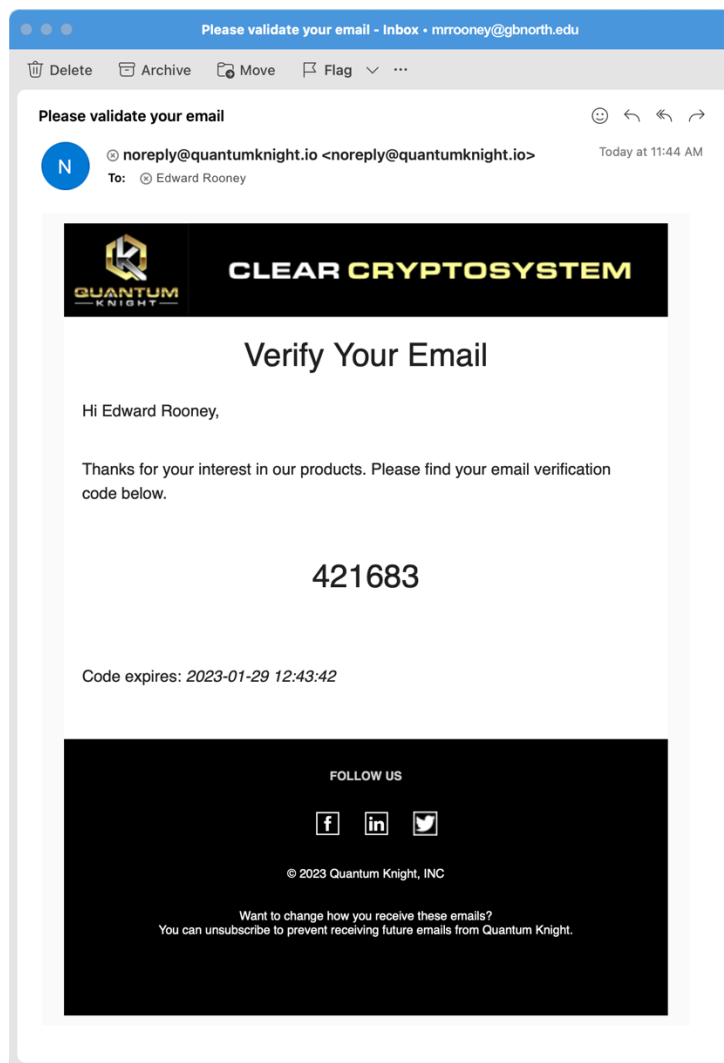 Please validate your email - Inbox • mrrooney@gbnorth.edu
Delete Archive Move Flag ...
Please validate your email
N
noreply@quantumknight.io <noreply@quantumknight.io>
Today at 11:44 AM
To: Edward Rooney
QUANTUM
KNIGHT
CLEAR CRYPTOSYSTEM
Verify Your Email
Hi Edward Rooney,
Thanks for your interest in our products. Please find your email verification
code below.
421683
Code expires: 2023-01-29 12:43:42
FOLLOW US
f in
© 2023 Quantum Knight, INC
Want to change how you receive these emails?
You can unsubscribe to prevent receiving future emails from Quantum Knight.